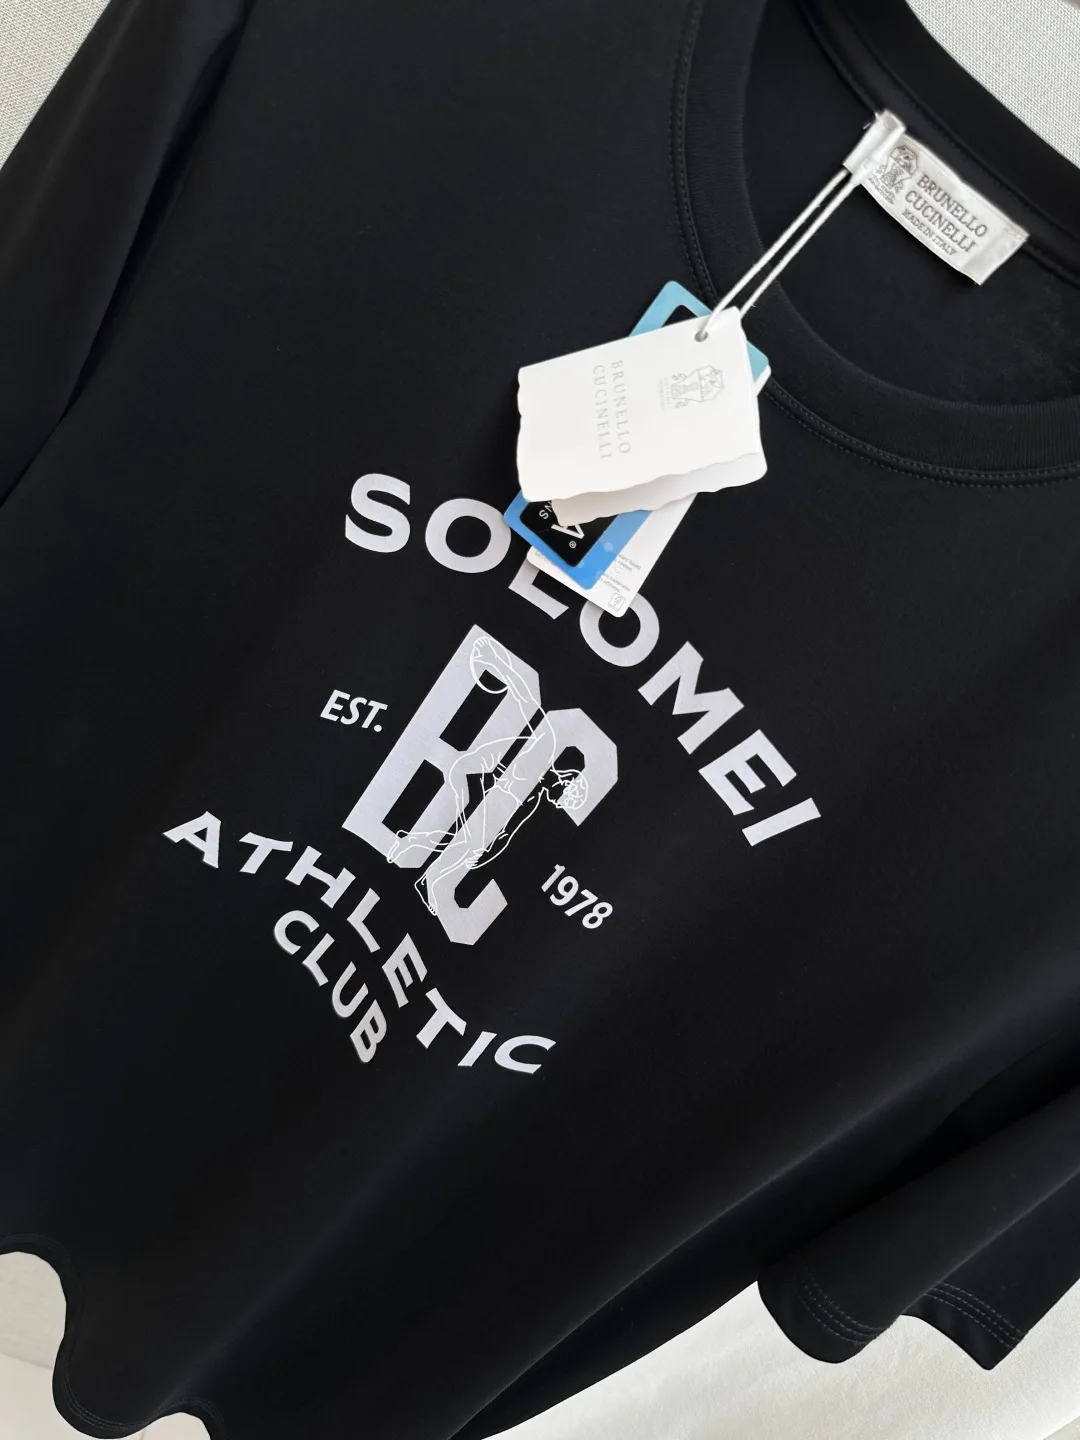 BRUNELLO
CUCINELLI
MADE IN ITALY
BRUNELLO
CUCINELLI
SOLOMEI
EST.
BC
1978
ATHLETIC
CLUB